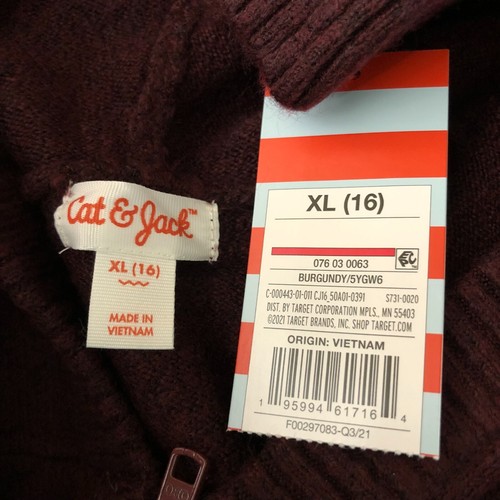 Cat & Jack™
XL (16)
MADE IN
VIETNAM
XL (16)
076 03 0063
BURGUNDY/5YGW6
C-000443-01-011 CJ16_50A01-0391 S731-0020
DIST. BY TARGET CORPORATION MPLS., MN 55403
©2021 TARGET BRANDS, INC. SHOP TARGET.COM
ORIGIN: VIETNAM
1 95994 61716 4
F00297083-Q3/21